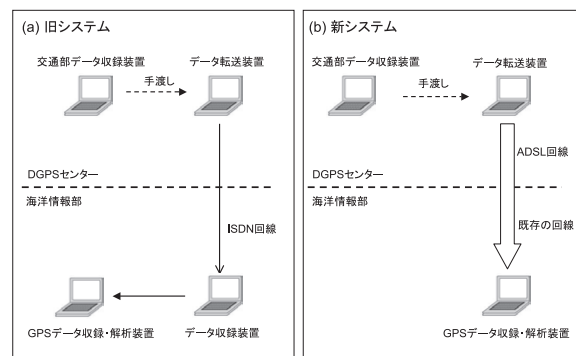 (a) 旧システム
交通部データ収録装置
データ転送装置
手渡し
DGPSセンター
海洋情報部
ISDN回線
GPSデータ収録・解析装置
データ収録装置
(b) 新システム
交通部データ収録装置
データ転送装置
手渡し
ADSL回線
DGPSセンター
海洋情報部
既存の回線
GPSデータ収録・解析装置